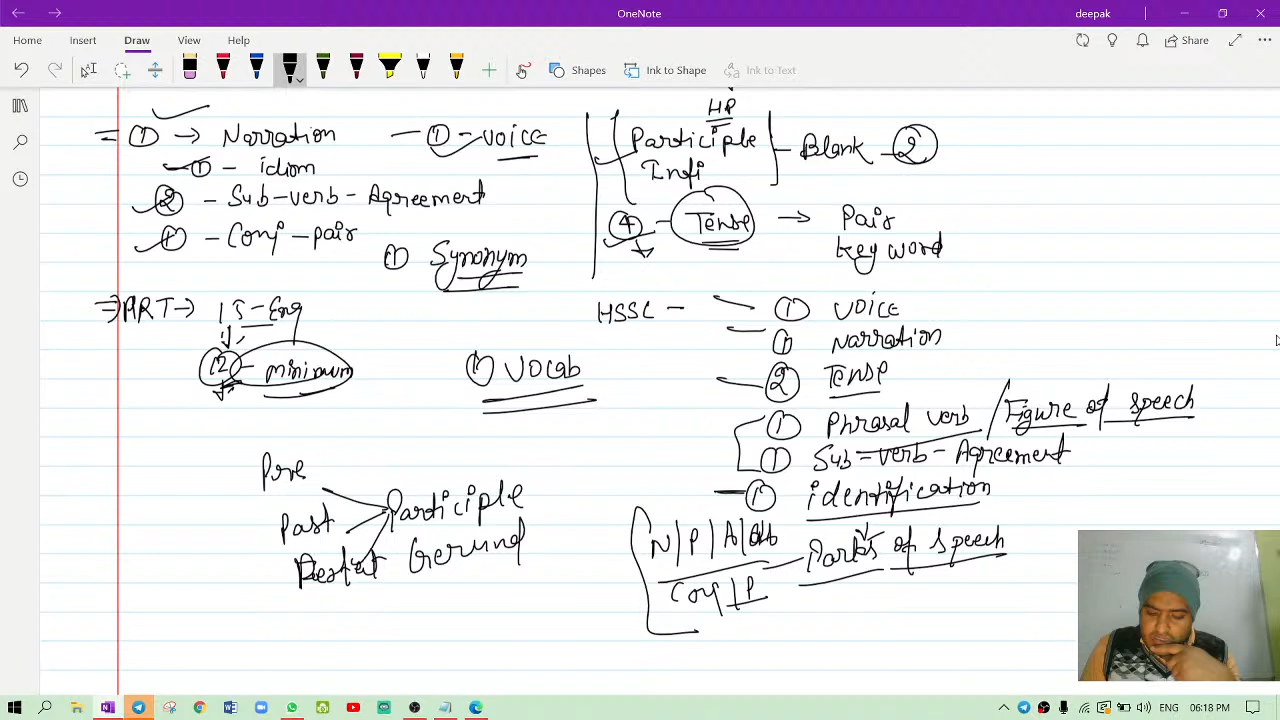 OneNote
deepak
Home Insert Draw View Help
Share
Shapes
Ink to Shape
Ink to Text
① → Narration
① - voice
① - idiom
② - Sub-verb-Agreement
① - Conj - pair
① Synonym
HP
Participle
Infi
Blank - ②
④ - Tense → Pair
Key word
⇒ PRT → 15 - Eng
12 - minimum
① Vocab
HSSC - ① voice
① Narration
② Tense
① Phrasal verb / Figure of speech
① Sub-verb-Agreement
① identification
Parts of speech
Pre
Past
Participle
Gerund
ENG
06:18 PM